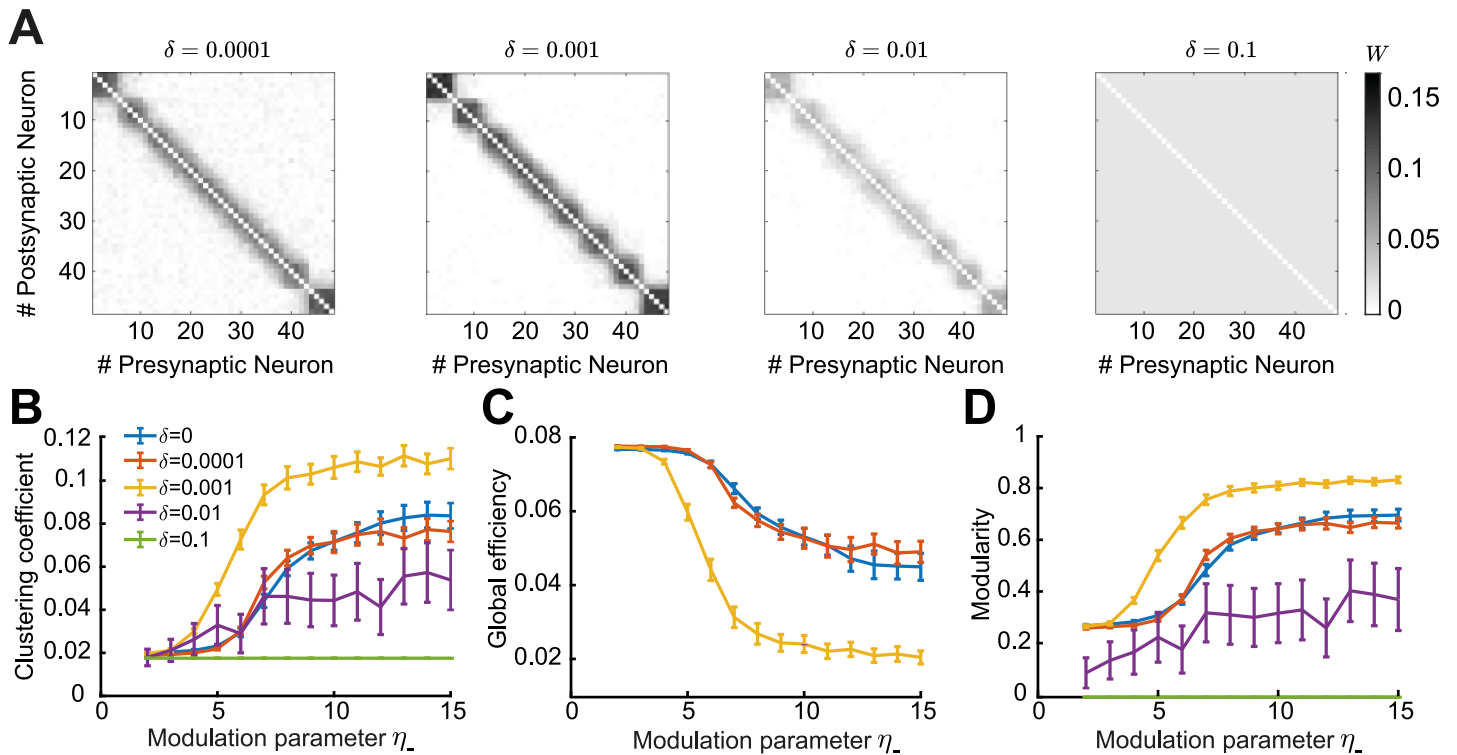 A
δ = 0.0001
δ = 0.001
δ = 0.01
δ = 0.1
W
# Postsynaptic Neuron
10
20
30
40
10 20 30 40
10 20 30 40
10 20 30 40
10 20 30 40
0.15
0.1
0.05
0
# Presynaptic Neuron
# Presynaptic Neuron
# Presynaptic Neuron
# Presynaptic Neuron
B
Clustering coefficient
0.12
0.1
0.08
0.06
0.04
0.02
0
δ=0
δ=0.0001
δ=0.001
δ=0.01
δ=0.1
0 5 10 15
Modulation parameter η-
C
Global efficiency
0.08
0.06
0.04
0.02
0 5 10 15
Modulation parameter η-
D
Modularity
1
0.8
0.6
0.4
0.2
0
0 5 10 15
Modulation parameter η-